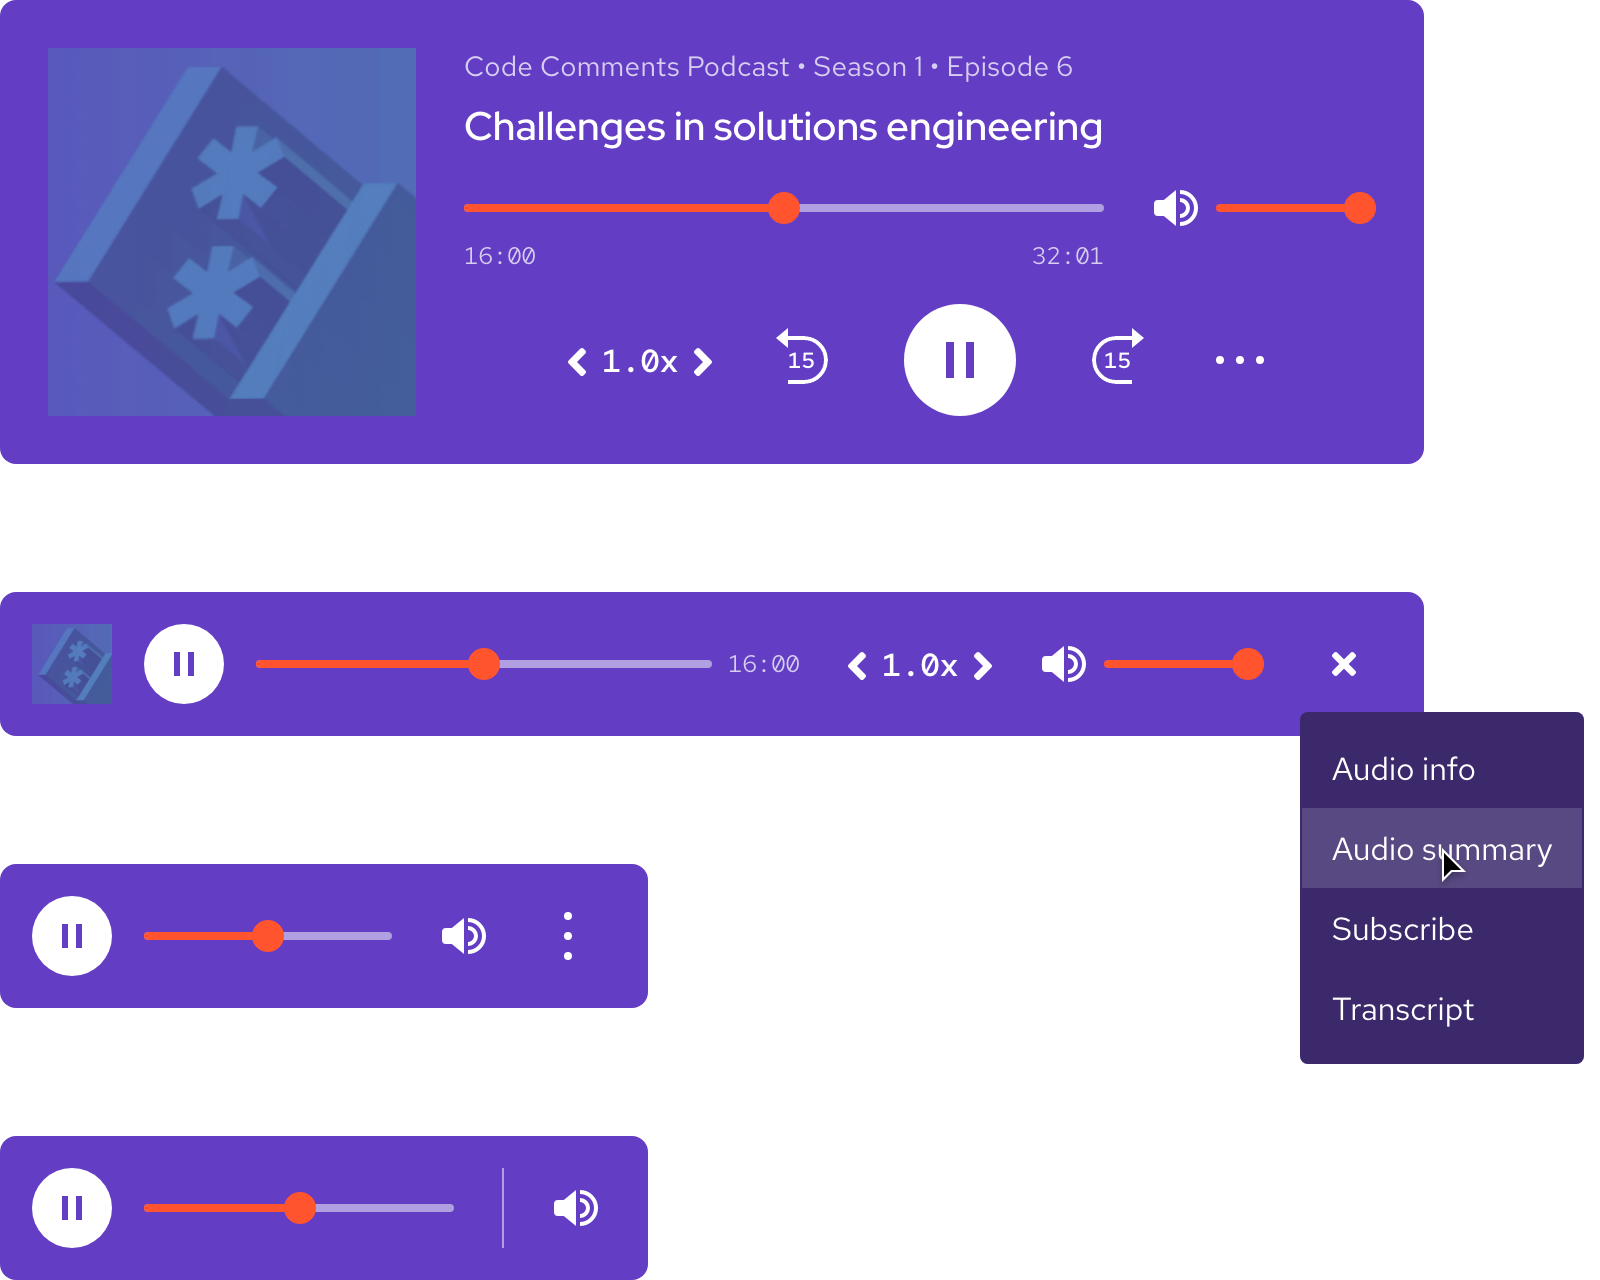 Code Comments Podcast • Season 1 • Episode 6
Challenges in solutions engineering
16:00 32:01
1.0x 15 15
16:00 1.0x
Audio info
Audio summary
Subscribe
Transcript